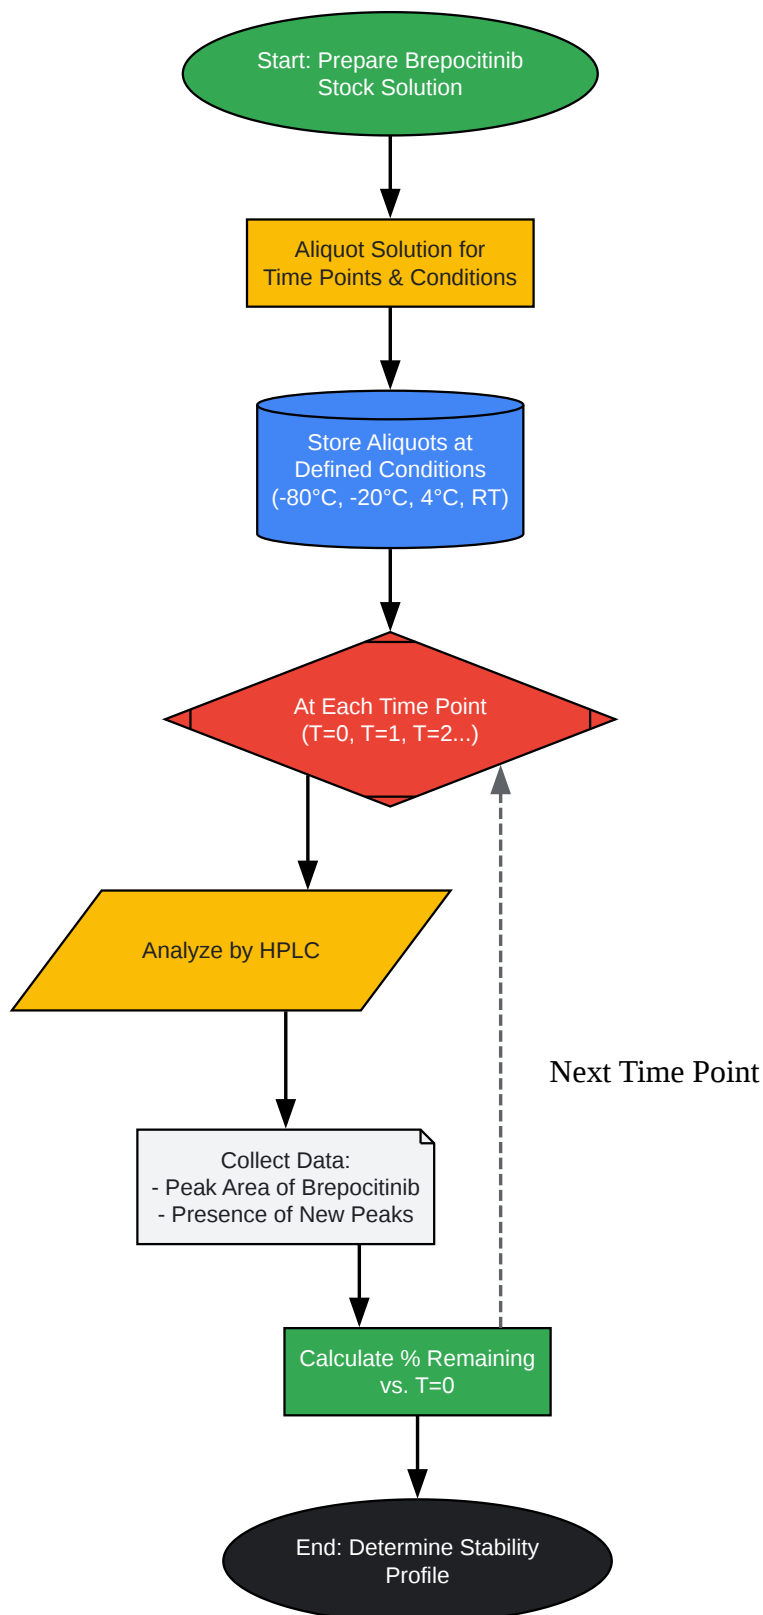 Start: Prepare Brepocitinib
Stock Solution
Aliquot Solution for
Time Points & Conditions
Store Aliquots at
Defined Conditions
(-80°C, -20°C, 4°C, RT)
At Each Time Point
(T=0, T=1, T=2...)
Analyze by HPLC
Next Time Point
Collect Data:
- Peak Area of Brepocitinib
- Presence of New Peaks
Calculate % Remaining
vs. T=0
End: Determine Stability
Profile